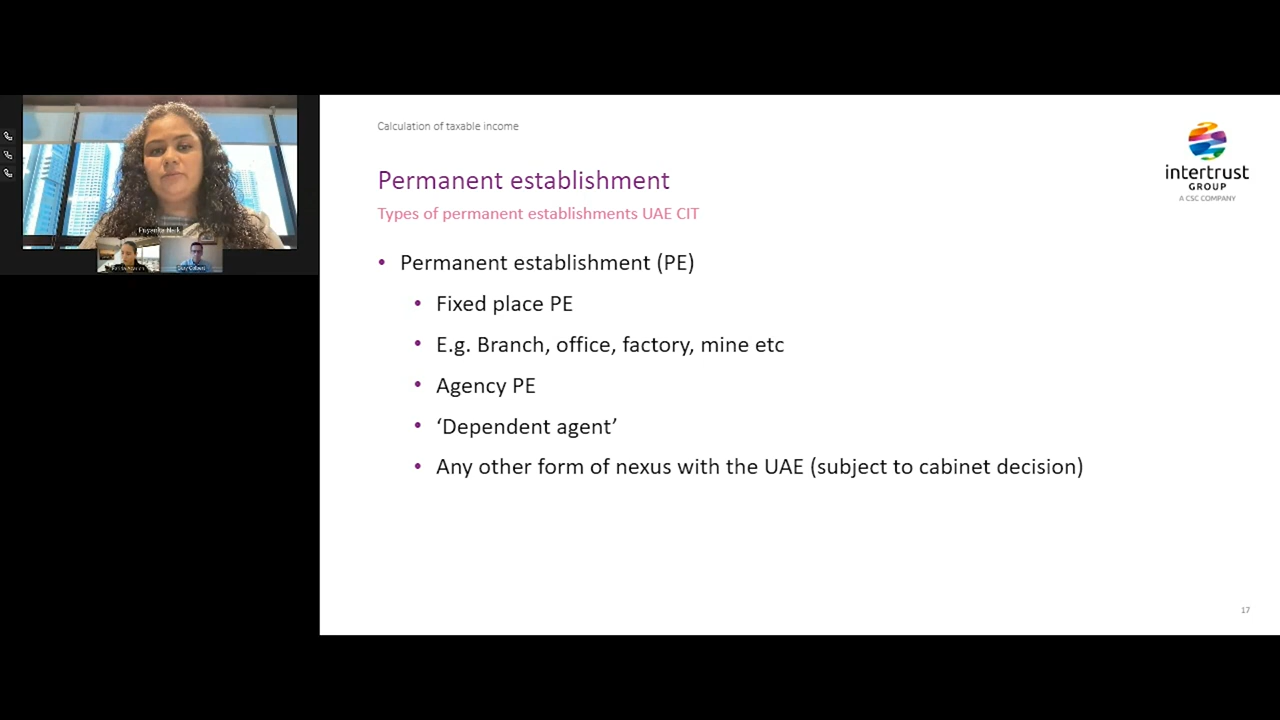 Calculation of taxable income
intertrust
GROUP
A CSC COMPANY
Permanent establishment
Types of permanent establishments UAE CIT
• Permanent establishment (PE)
• Fixed place PE
• E.g. Branch, office, factory, mine etc
• Agency PE
• ‘Dependent agent’
• Any other form of nexus with the UAE (subject to cabinet decision)
17